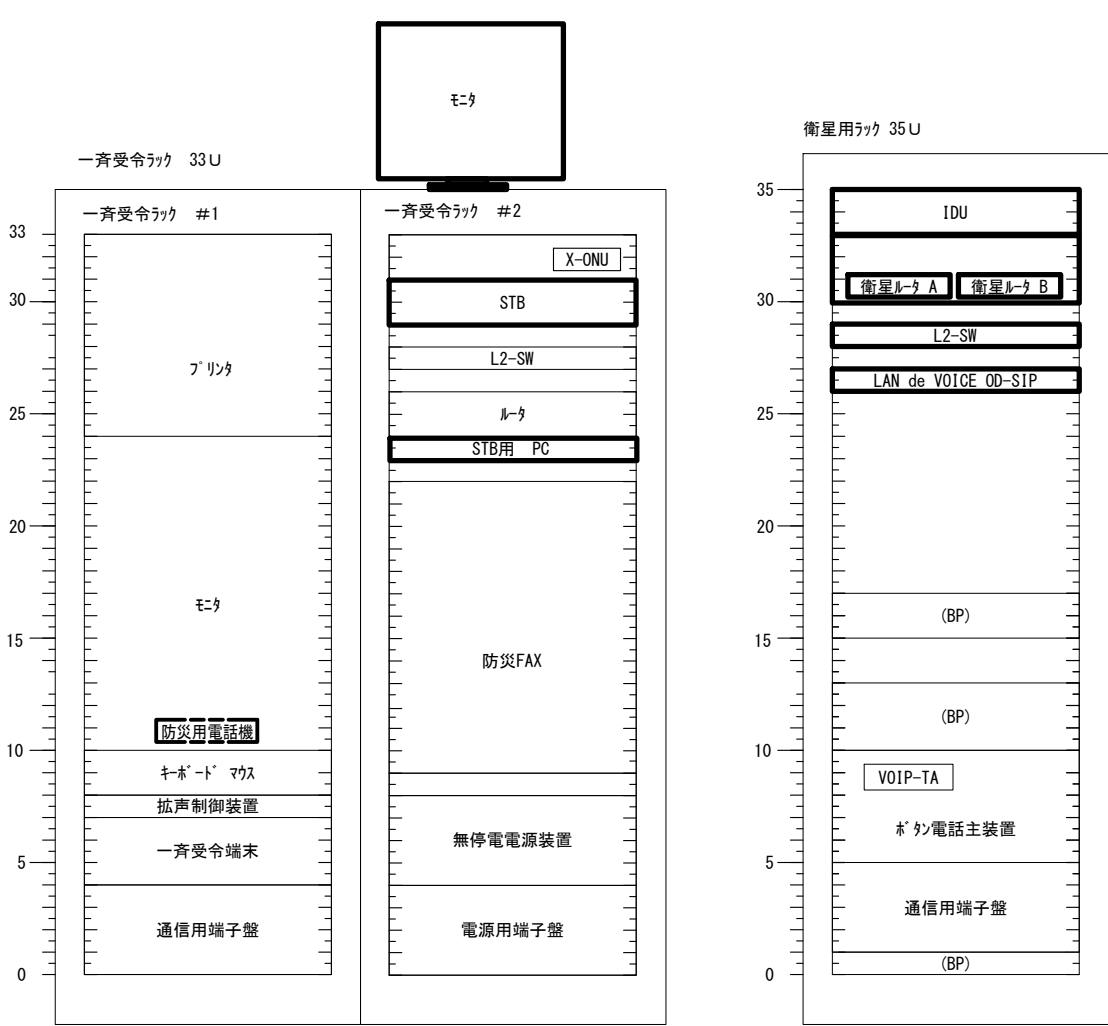 ﾓﾆﾀ
一斉受令ﾗｯｸ 33U
一斉受令ﾗｯｸ #1
一斉受令ﾗｯｸ #2
33
30
25
20
15
10
5
0
ﾌﾟﾘﾝﾀ
ﾓﾆﾀ
防災用電話機
ｷｰﾎﾞｰﾄﾞ ﾏｳｽ
拡声制御装置
一斉受令端末
通信用端子盤
X-ONU
STB
L2-SW
ﾙｰﾀ
STB用 PC
防災FAX
無停電電源装置
電源用端子盤
衛星用ﾗｯｸ 35U
35
30
25
20
15
10
5
0
IDU
衛星ﾙｰﾀ A
衛星ﾙｰﾀ B
L2-SW
LAN de VOICE OD-SIP
(BP)
(BP)
VOIP-TA
ﾎﾞﾀﾝ電話主装置
通信用端子盤
(BP)